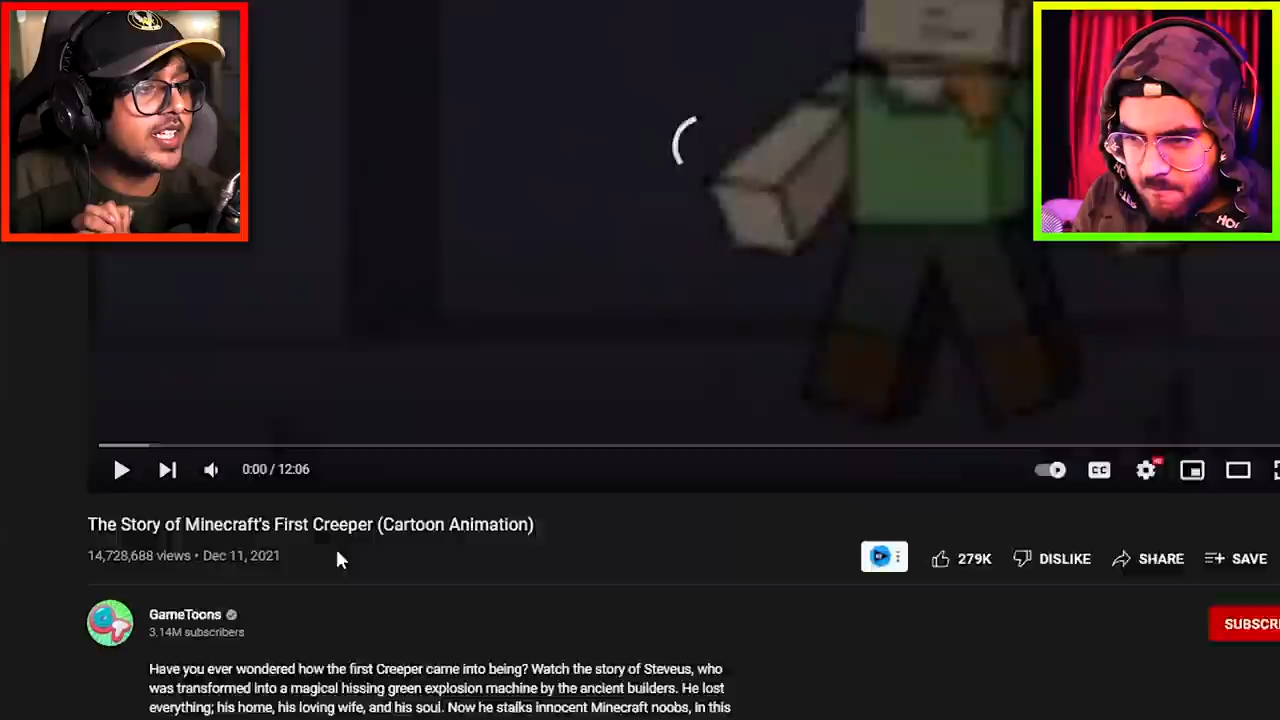 0:00 / 12:06
CC
HD
The Story of Minecraft's First Creeper (Cartoon Animation)
14,728,688 views • Dec 11, 2021
279K
DISLIKE
SHARE
SAVE
GameToons
3.14M subscribers
SUBSCRI
Have you ever wondered how the first Creeper came into being? Watch the story of Steveus, who
was transformed into a magical hissing green explosion machine by the ancient builders. He lost
everything; his home, his loving wife, and his soul. Now he stalks innocent Minecraft noobs, in this